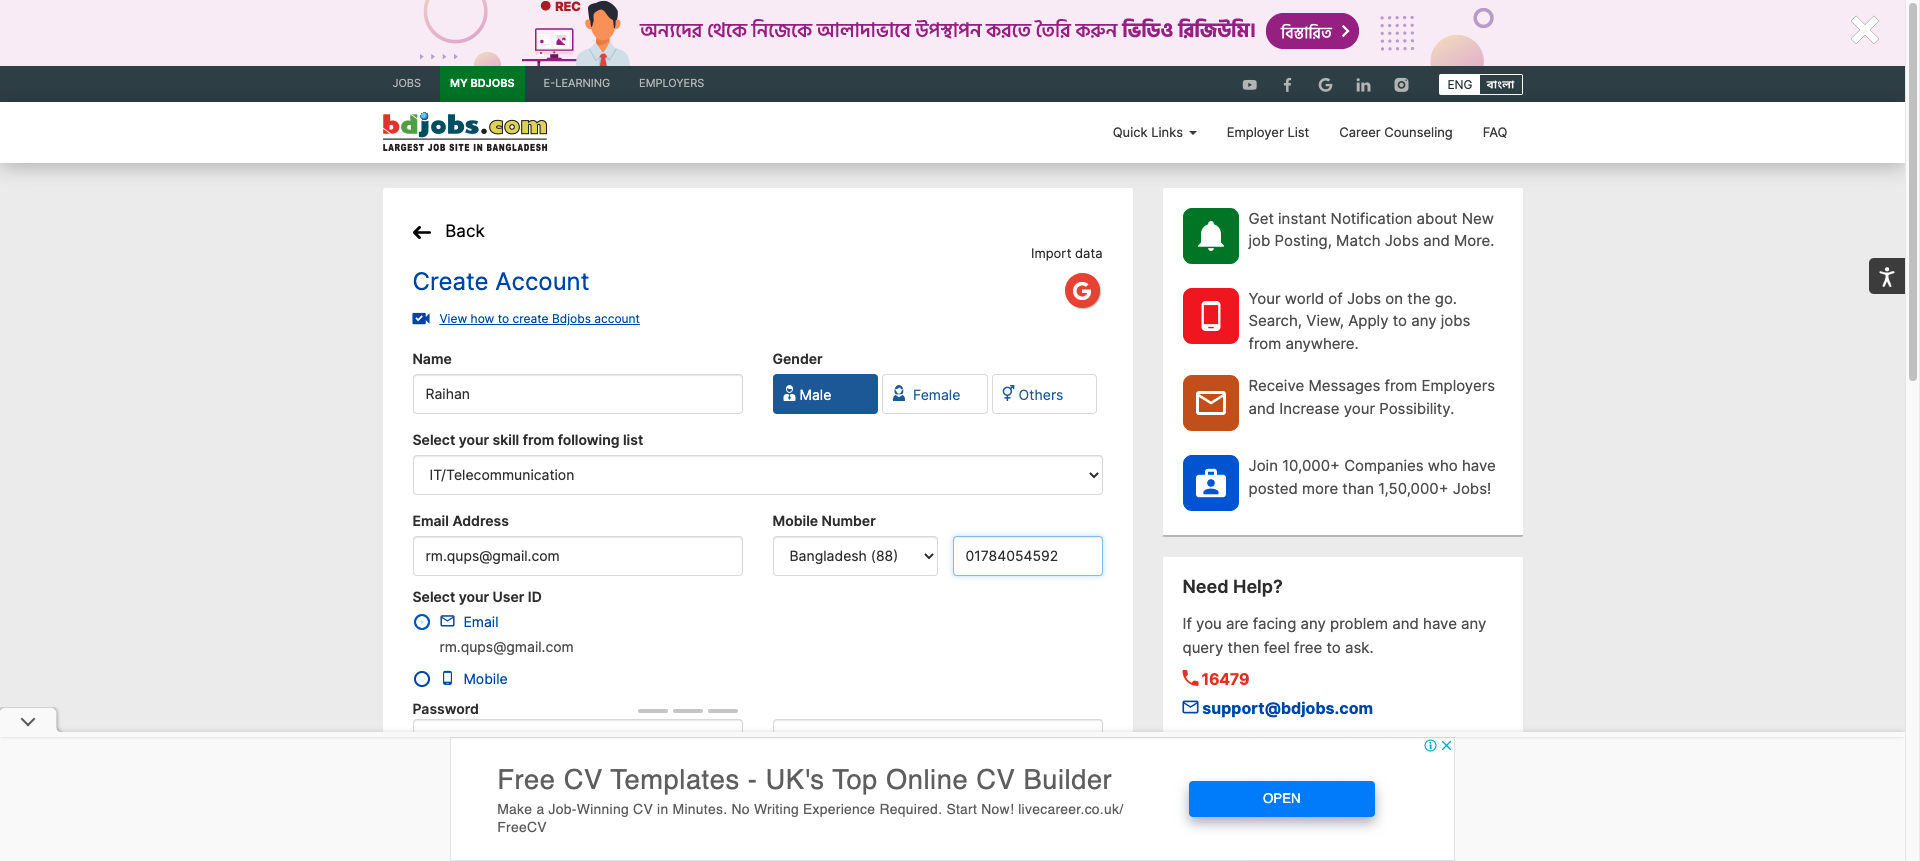 REC
অন্যদের থেকে নিজেকে আলাদাভাবে উপস্থাপন করতে তৈরি করুন ভিডিও রিজিউমি!
বিস্তারিত
JOBS
MY BDJOBS
E-LEARNING
EMPLOYERS
ENG
বাংলা
bdjobs.com
LARGEST JOB SITE IN BANGLADESH
Quick Links
Employer List
Career Counseling
FAQ
Back
Import data
Create Account
View how to create Bdjobs account
Name
Gender
Raihan
Male
Female
Others
Select your skill from following list
IT/Telecommunication
Email Address
Mobile Number
rm.qups@gmail.com
Bangladesh (88)
01784054592
Select your User ID
Email
rm.qups@gmail.com
Mobile
Password
Get instant Notification about New
job Posting, Match Jobs and More.
Your world of Jobs on the go.
Search, View, Apply to any jobs
from anywhere.
Receive Messages from Employers
and Increase your Possibility.
Join 10,000+ Companies who have
posted more than 1,50,000+ Jobs!
Need Help?
If you are facing any problem and have any
query then feel free to ask.
16479
support@bdjobs.com
Free CV Templates - UK's Top Online CV Builder
Make a Job-Winning CV in Minutes. No Writing Experience Required. Start Now! livecareer.co.uk/
FreeCV
OPEN